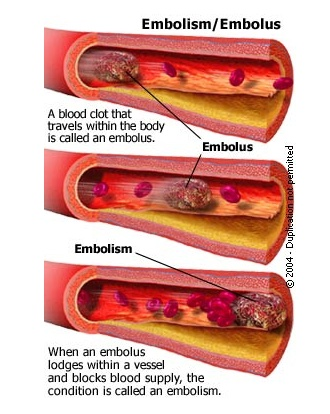 Embolism/Embolus
A blood clot that
travels within the body
is called an embolus.
Embolus
Embolism
When an embolus
lodges within a vessel
and blocks blood supply, the
condition is called an embolism.
© 2004 - Duplication not permitted